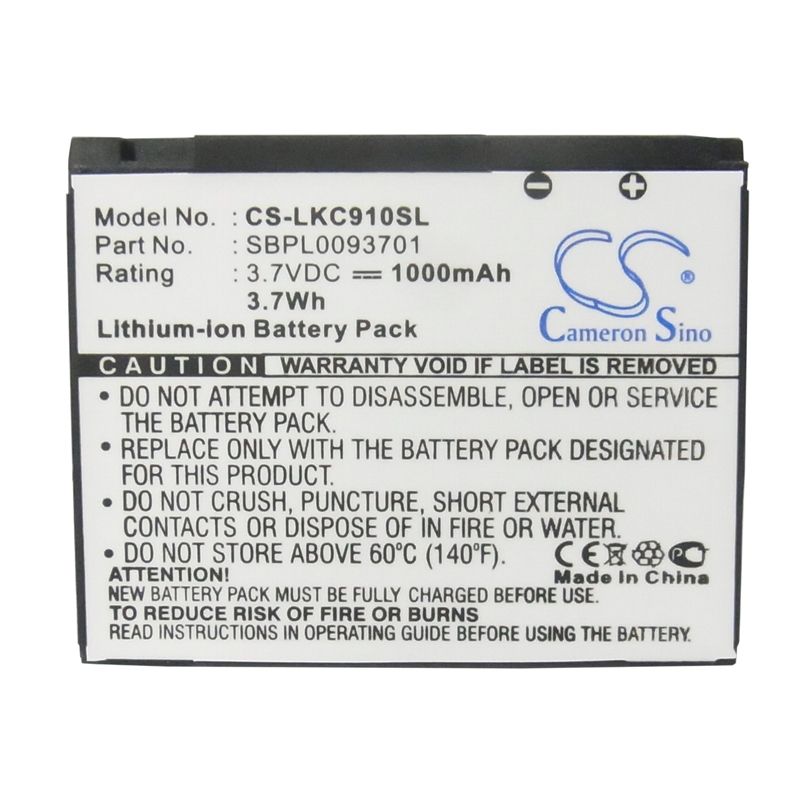 Model No. : CS-LKC910SL
Part No. : SBPL0093701
Rating : 3.7VDC ⎓ 1000mAh
3.7Wh
Lithium-ion Battery Pack
CS ®
Cameron Sino
CAUTION WARRANTY VOID IF LABEL IS REMOVED
• DO NOT ATTEMPT TO DISASSEMBLE, OPEN OR SERVICE
THE BATTERY PACK.
• REPLACE ONLY WITH THE BATTERY PACK DESIGNATED
FOR THIS PRODUCT.
• DO NOT CRUSH, PUNCTURE, SHORT EXTERNAL
CONTACTS, OR DISPOSE OF IN FIRE OR WATER.
• DO NOT STORE ABOVE 60°C (140°F).
CE
Made In China
ATTENTION!
NEW BATTERY PACK MUST BE FULLY CHARGED BEFORE USE!
TO REDUCE RISK OF FIRE OR BURNS
READ INSTRUCTIONS AND OPERATING GUIDE BEFORE USING THE BATTERY.